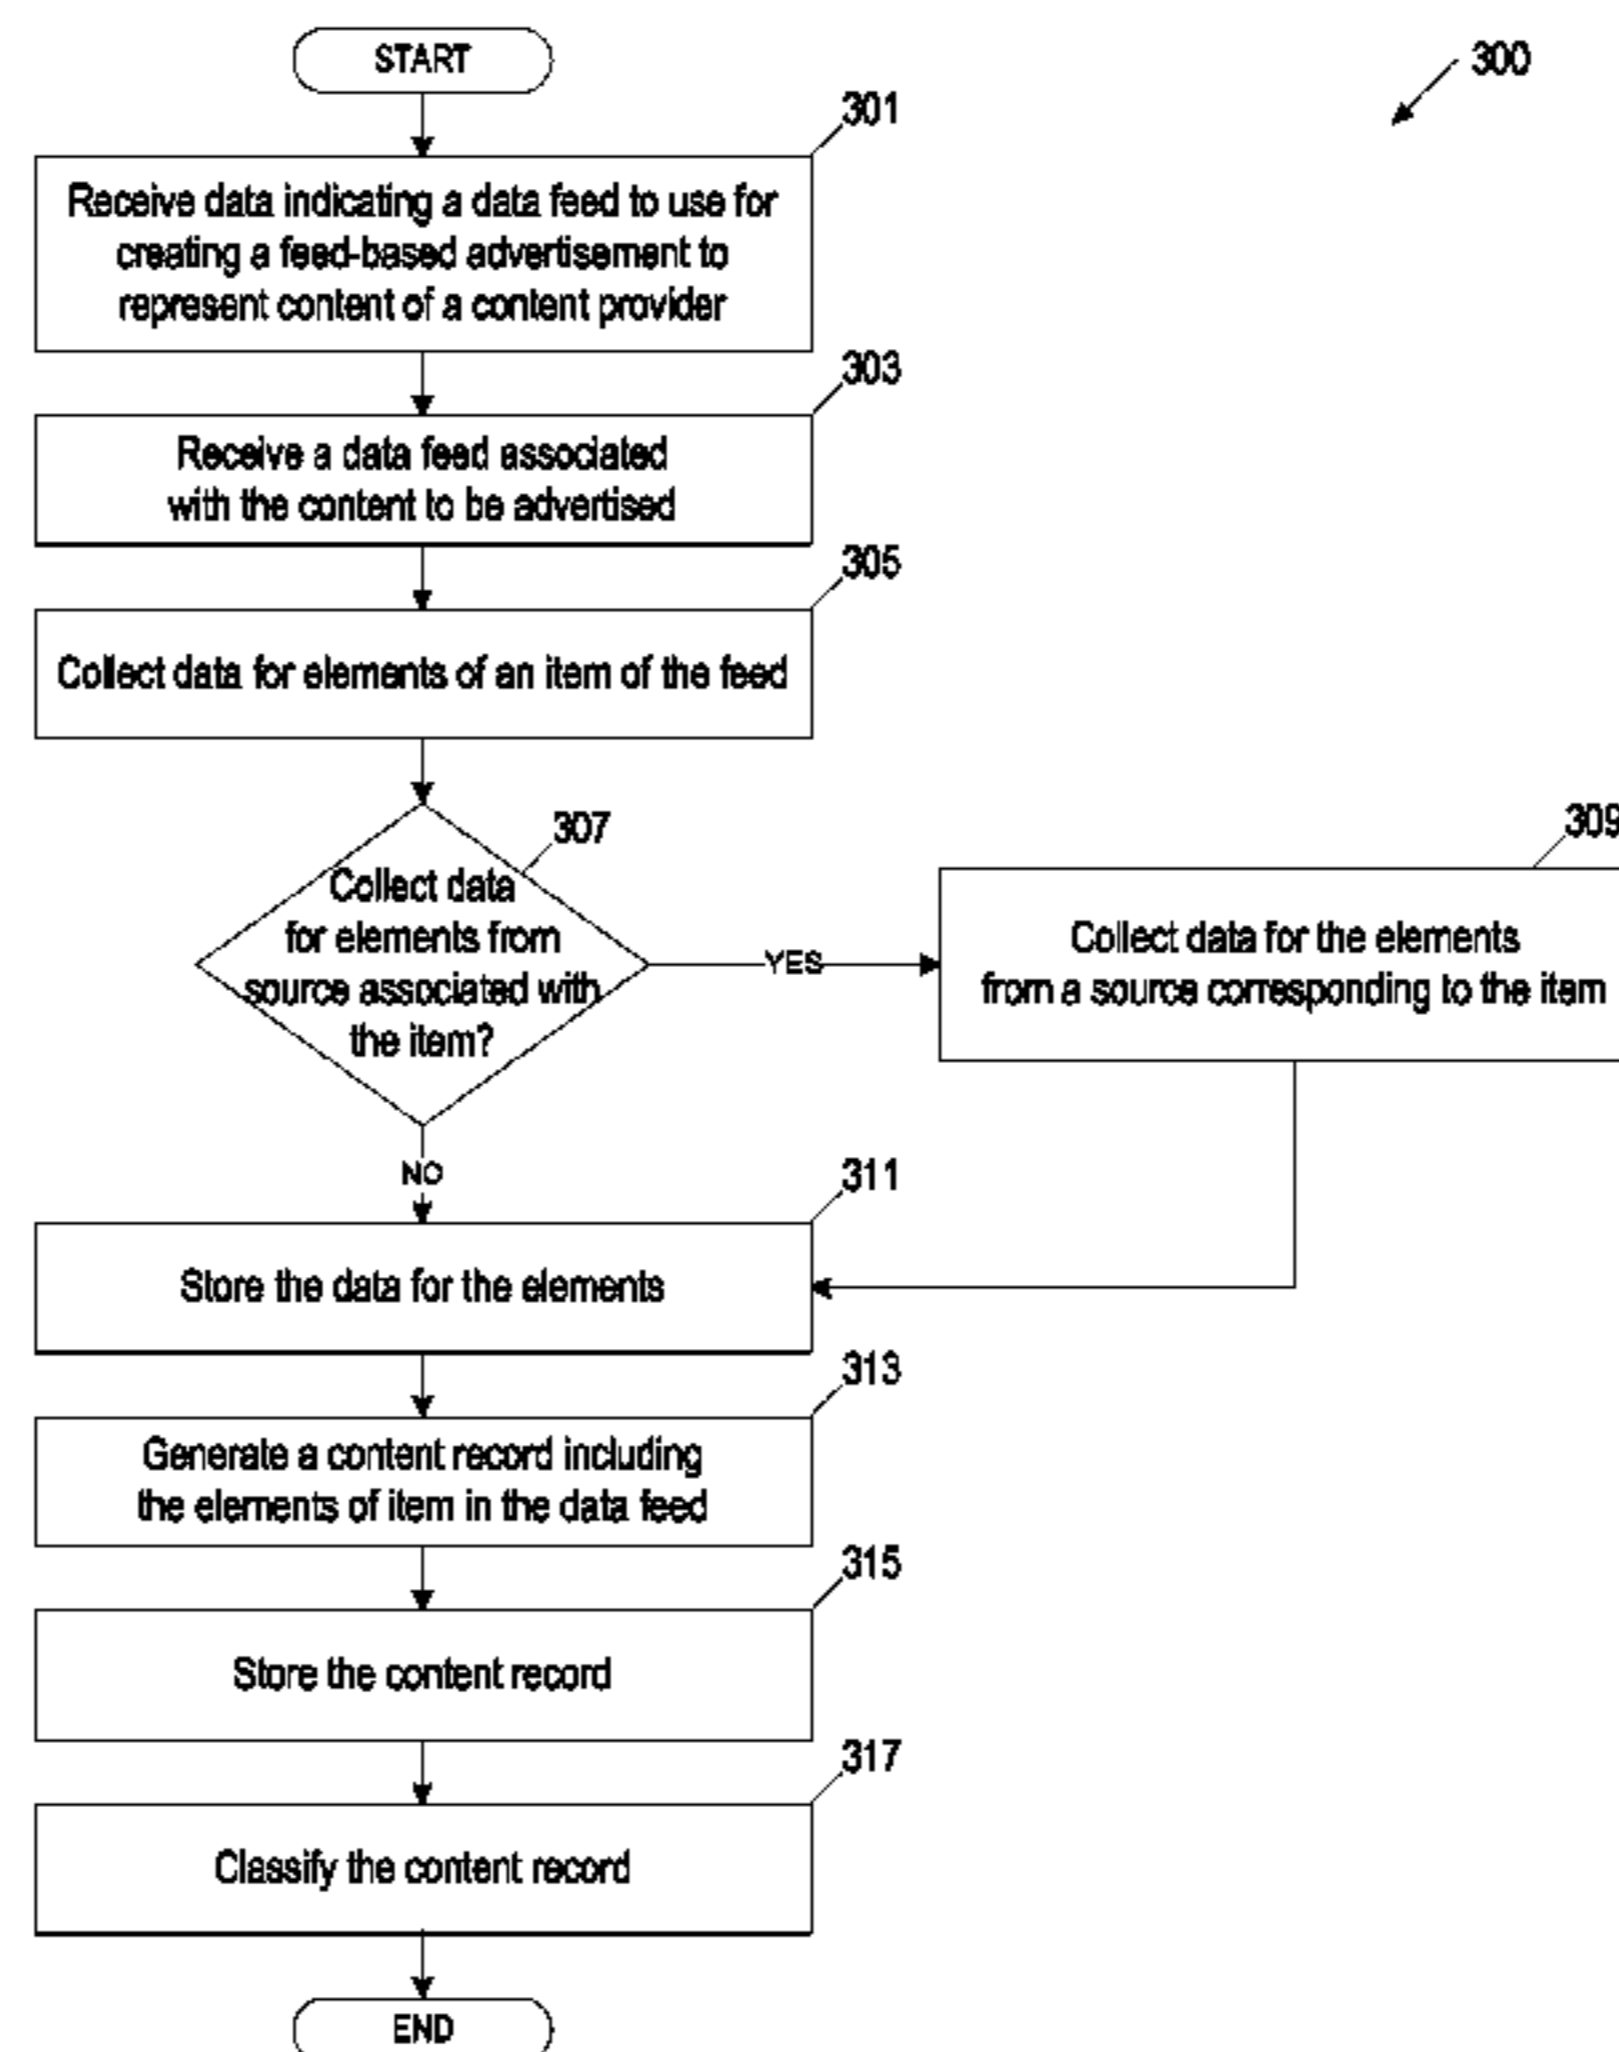 START
300
301
Receive data indicating a data feed to use for
creating a feed-based advertisement to
represent content of a content provider
303
Receive a data feed associated
with the content to be advertised
305
Collect data for elements of an item of the feed
307
Collect data
for elements from
source associated with
the item?
YES
309
Collect data for the elements
from a source corresponding to the item
NO
311
Store the data for the elements
313
Generate a content record including
the elements of item in the data feed
315
Store the content record
317
Classify the content record
END